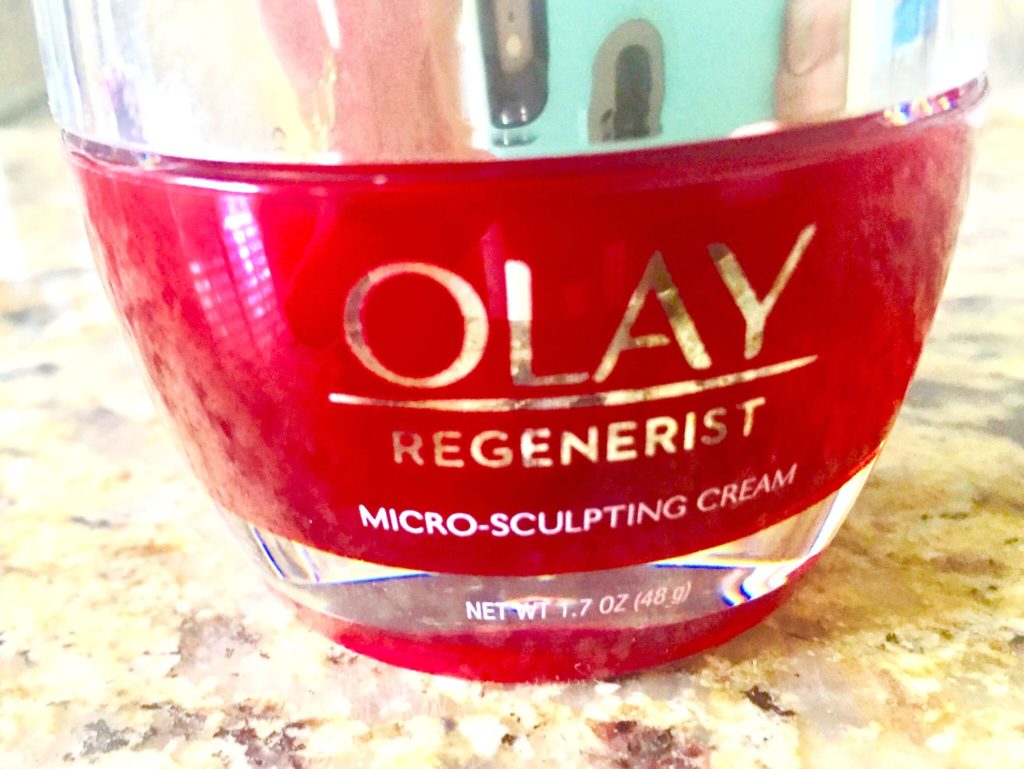 OLAY
REGENERIST
MICRO-SCULPTING CREAM
NET WT 1.7 OZ (48 g)